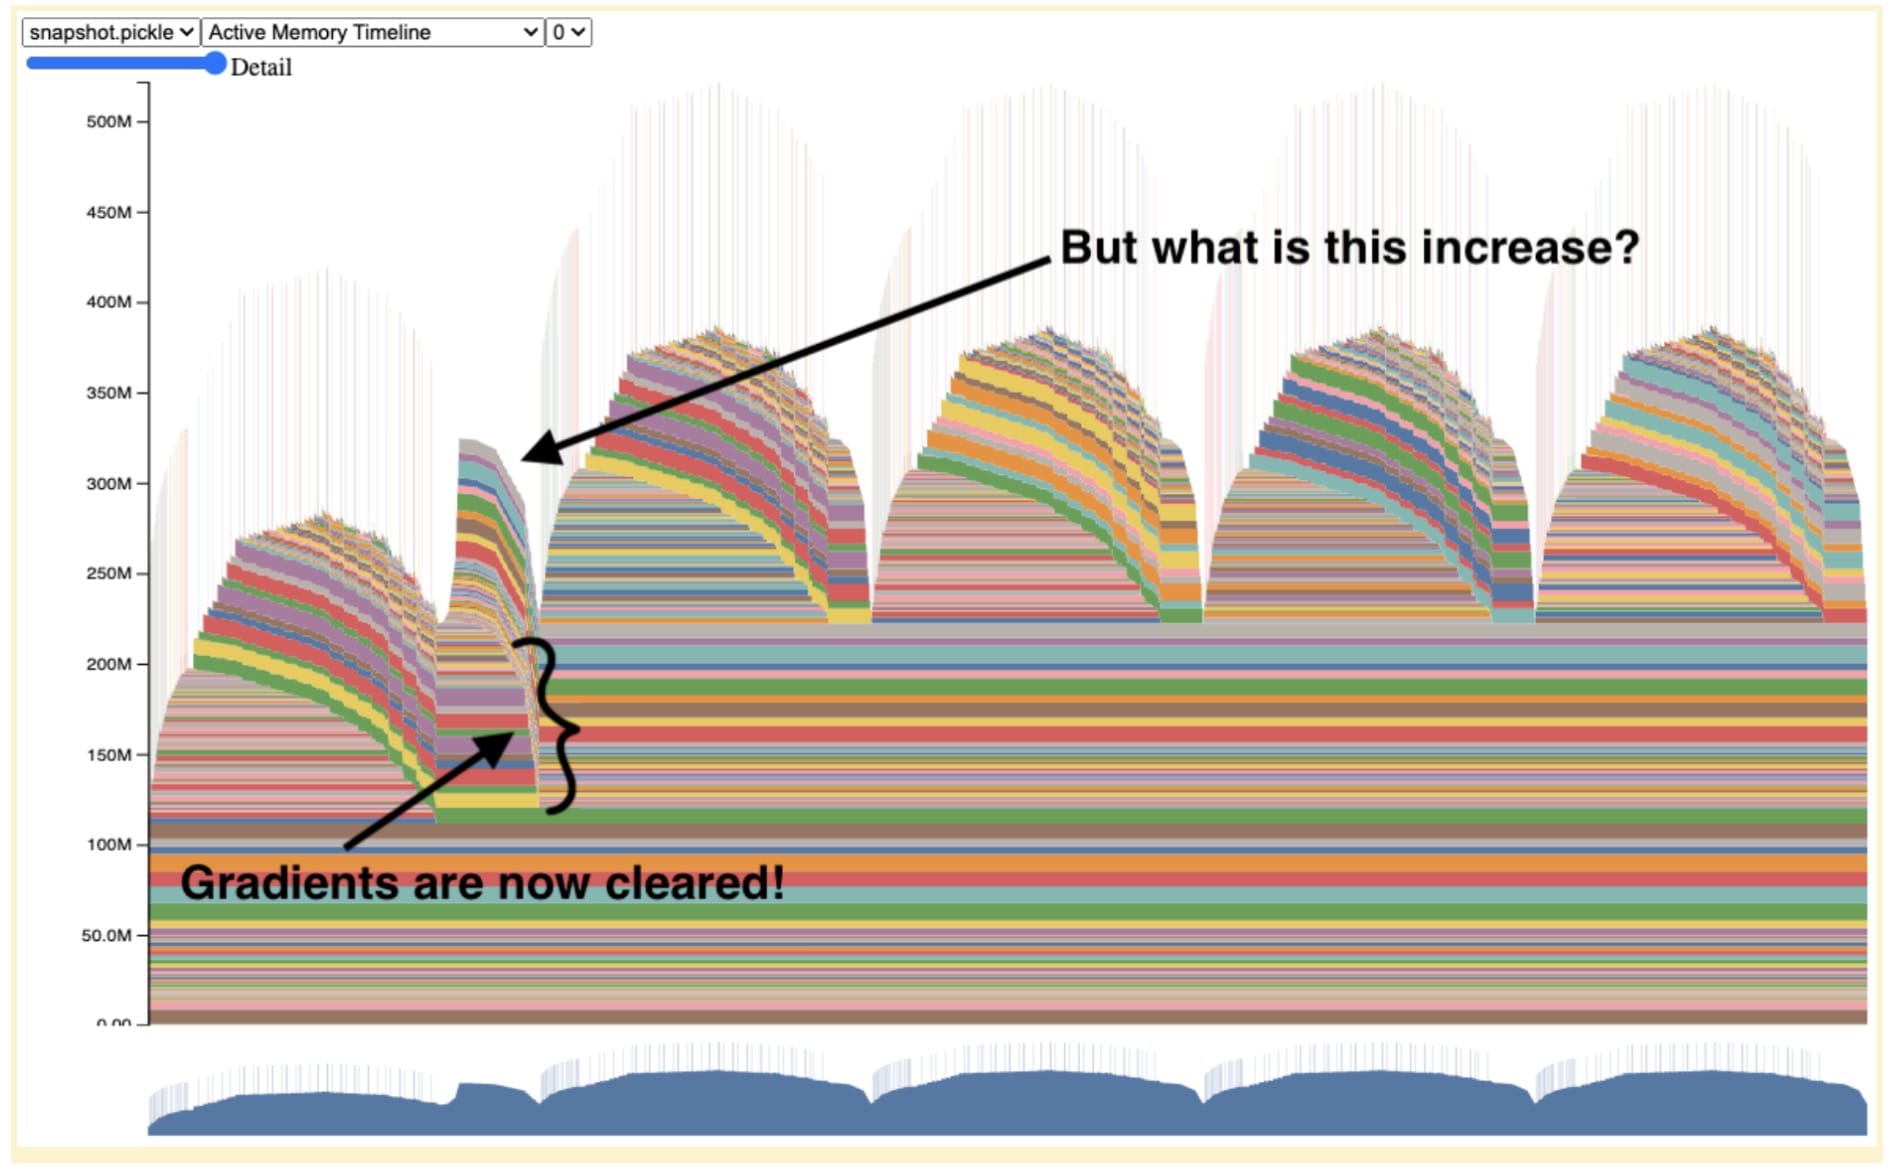 snapshot.pickle Active Memory Timeline 0
Detail
500M
450M
But what is this increase?
400M
350M
300M
250M
200M
150M
100M
Gradients are now cleared!
50.0M
0.00